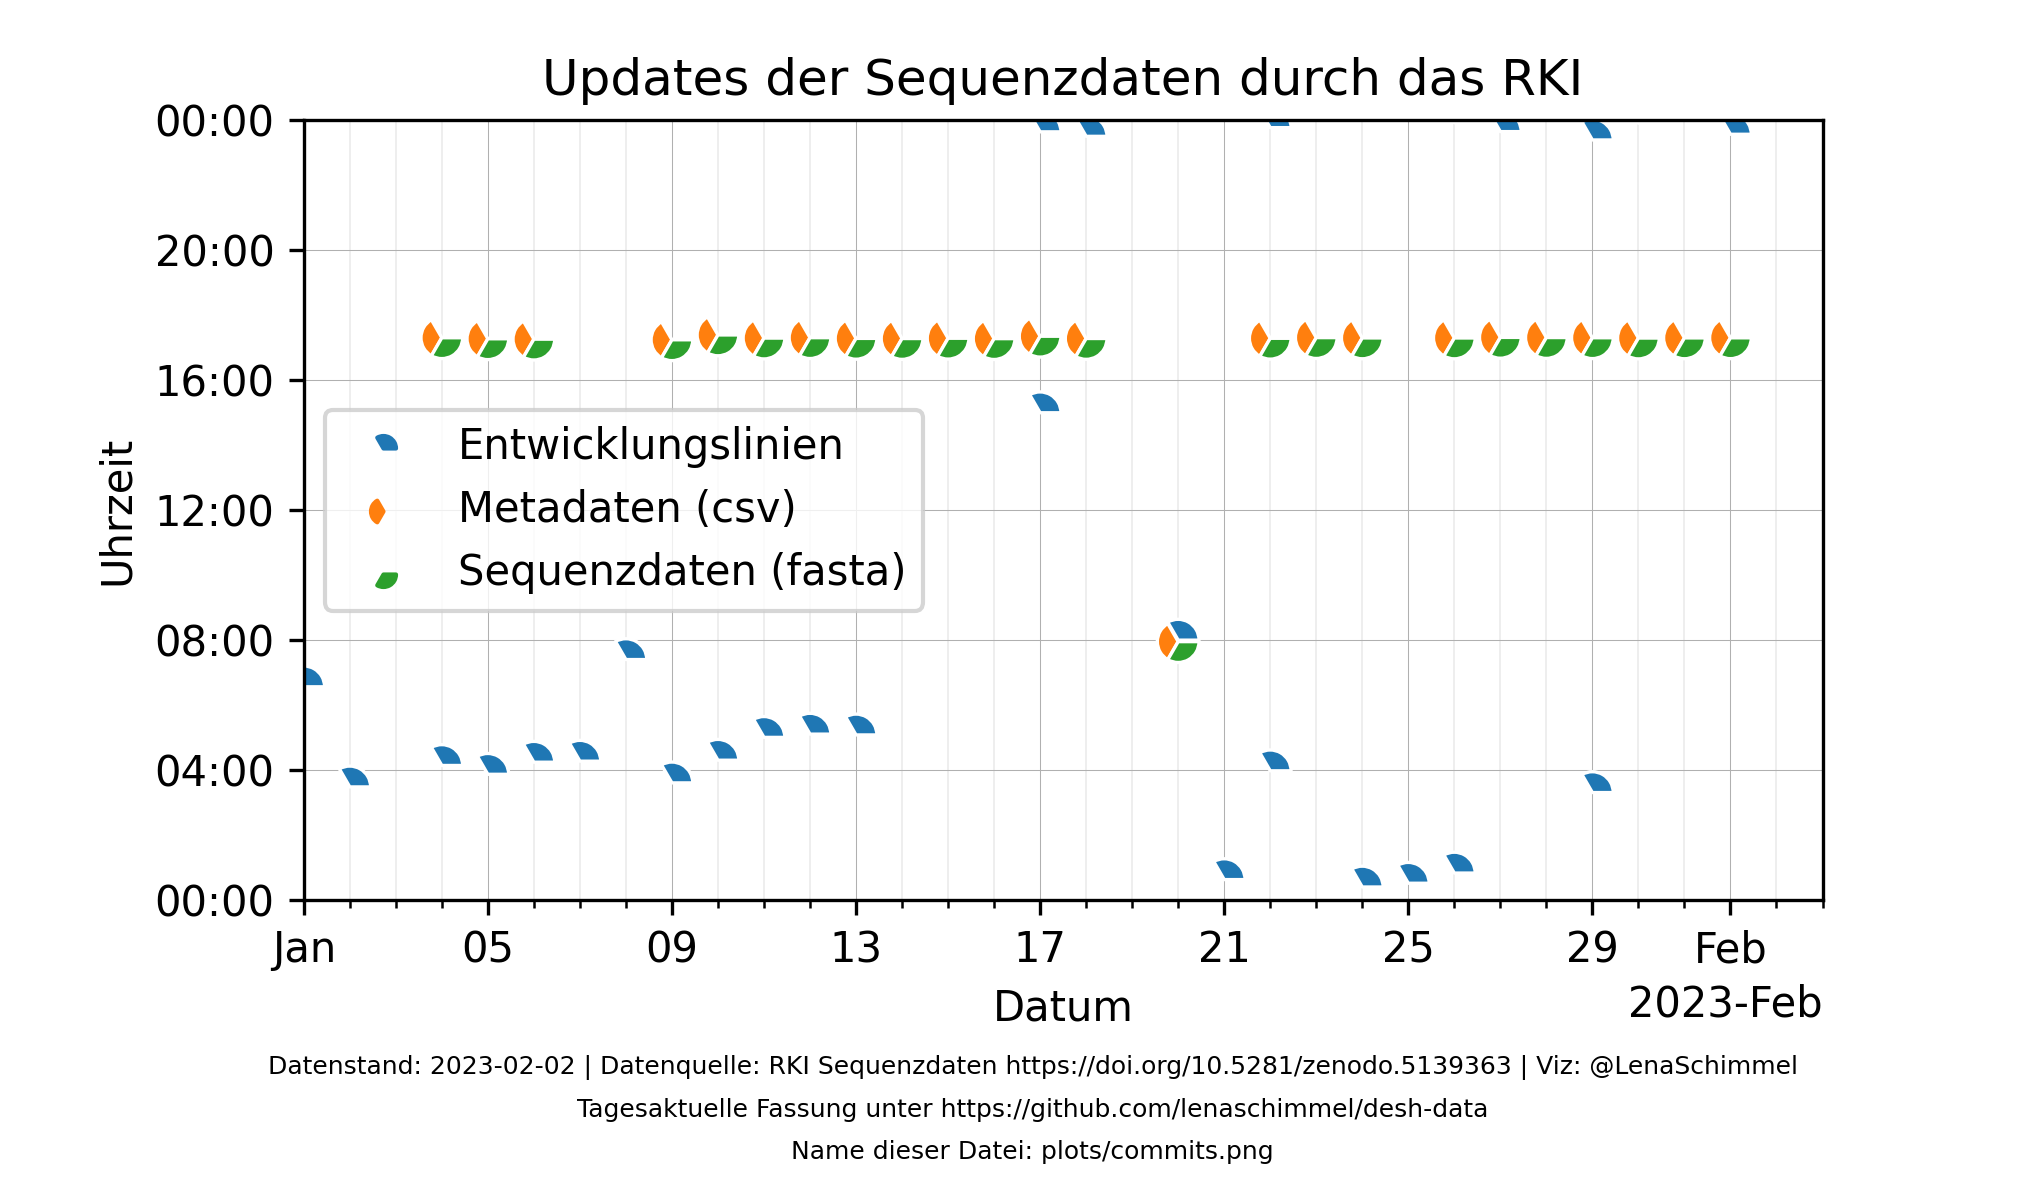 Updates der Sequenzdaten durch das RKI
00:00
20:00
16:00
12:00
08:00
04:00
00:00
Uhrzeit
Entwicklungslinien
Metadaten (csv)
Sequenzdaten (fasta)
Jan 05 09 13 17 21 25 29 Feb
2023-Feb
Datum
Datenstand: 2023-02-02 | Datenquelle: RKI Sequenzdaten https://doi.org/10.5281/zenodo.5139363 | Viz: @LenaSchimmel
Tagesaktuelle Fassung unter https://github.com/lenaschimmel/desh-data
Name dieser Datei: plots/commits.png